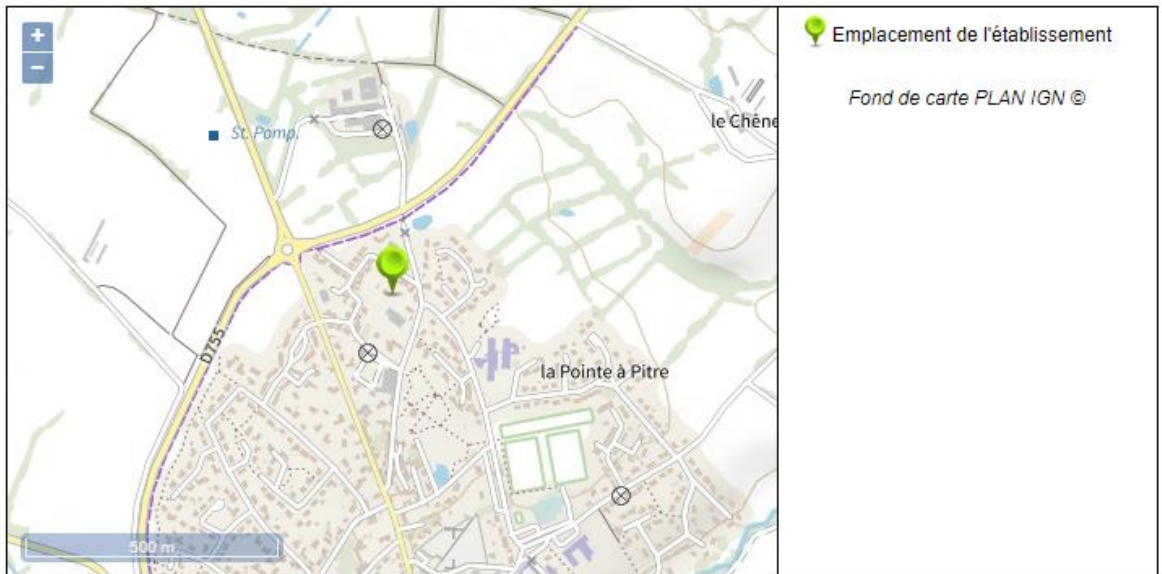 +
−
St. Pomp.
le Chêne
D755
la Pointe à Pitre
500 m
Emplacement de l'établissement
Fond de carte PLAN IGN ©